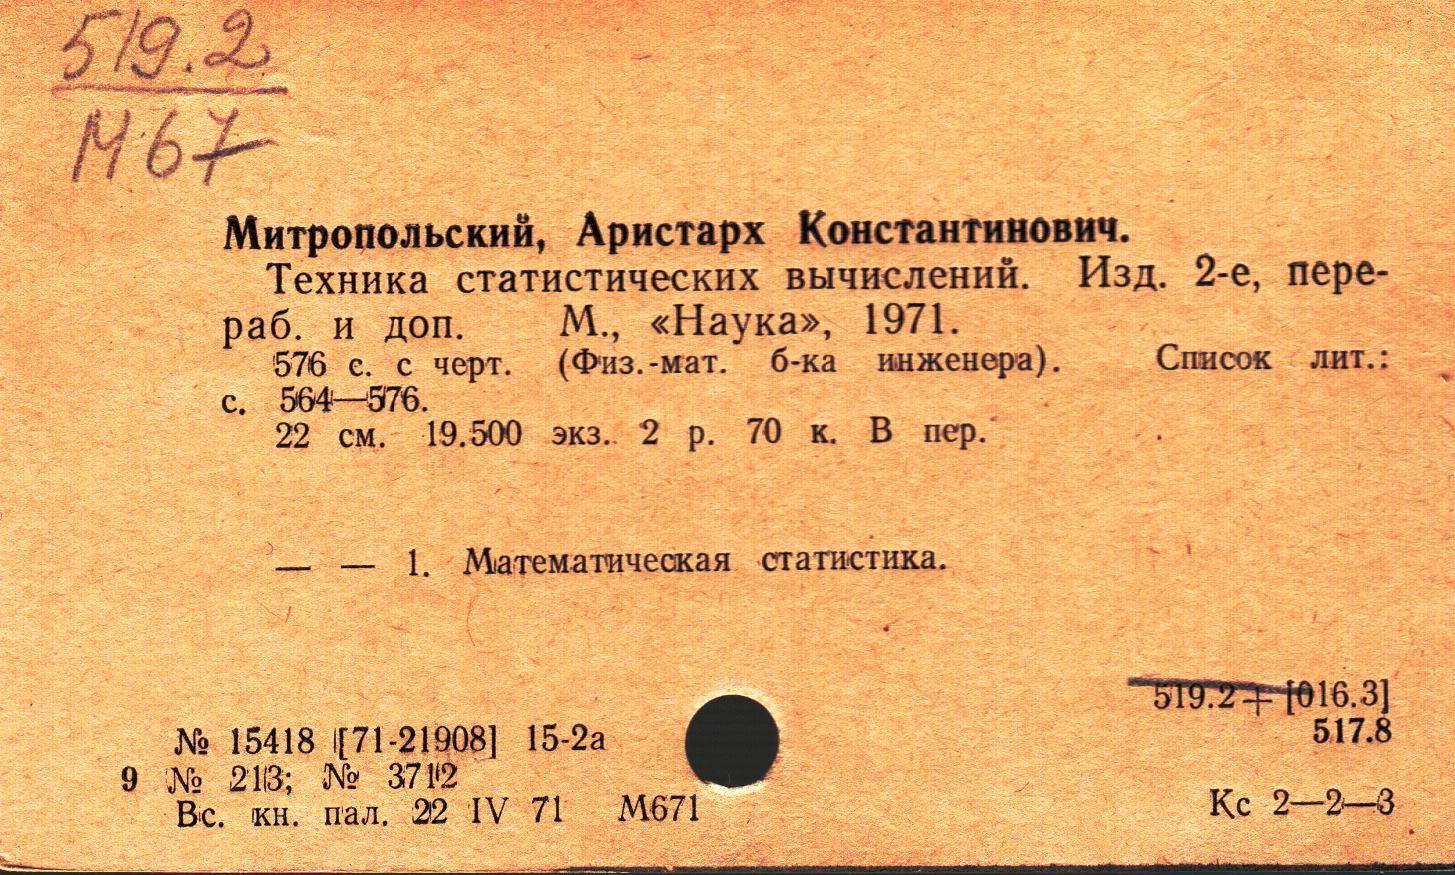 519.2
М67
Митропольский, Аристарх Константинович.
Техника статистических вычислений. Изд. 2-е, пере-
раб. и доп. М., «Наука», 1971.
576 с. с черт. (Физ.-мат. б-ка инженера). Список лит.:
с. 564—576.
22 см. 19.500 экз. 2 р. 70 к. В пер.
— — 1. Математическая статистика.
519.2+[016.3]
517.8
№ 15418 [71-21908] 15-2а
9 № 213; № 3712
Вс. кн. пал. 22 IV 71 М671
Кс 2—2—3